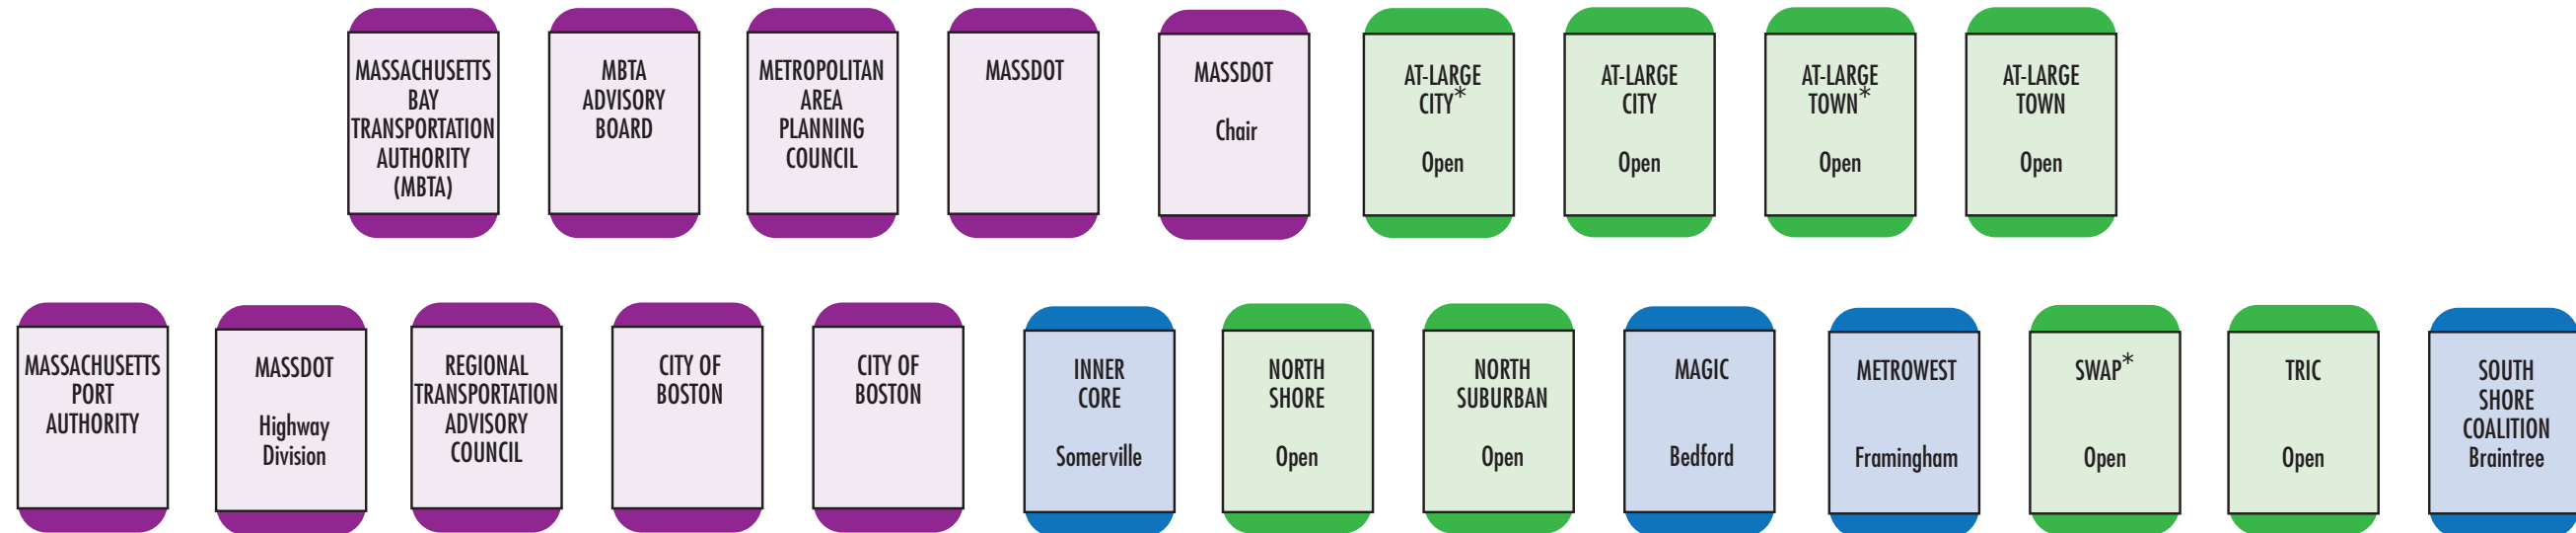 MASSACHUSETTS
BAY
TRANSPORTATION
AUTHORITY
(MBTA)
MBTA
ADVISORY
BOARD
METROPOLITAN
AREA
PLANNING
COUNCIL
MASSDOT
MASSDOT
Chair
AT-LARGE
CITY*
Open
AT-LARGE
CITY
Open
AT-LARGE
TOWN*
Open
AT-LARGE
TOWN
Open
MASSACHUSETTS
PORT
AUTHORITY
MASSDOT
Highway
Division
REGIONAL
TRANSPORTATION
ADVISORY
COUNCIL
CITY OF
BOSTON
CITY OF
BOSTON
INNER
CORE
Somerville
NORTH
SHORE
Open
NORTH
SUBURBAN
Open
MAGIC
Bedford
METROWEST
Framingham
SWAP*
Open
TRIC
Open
SOUTH
SHORE
COALITION
Braintree